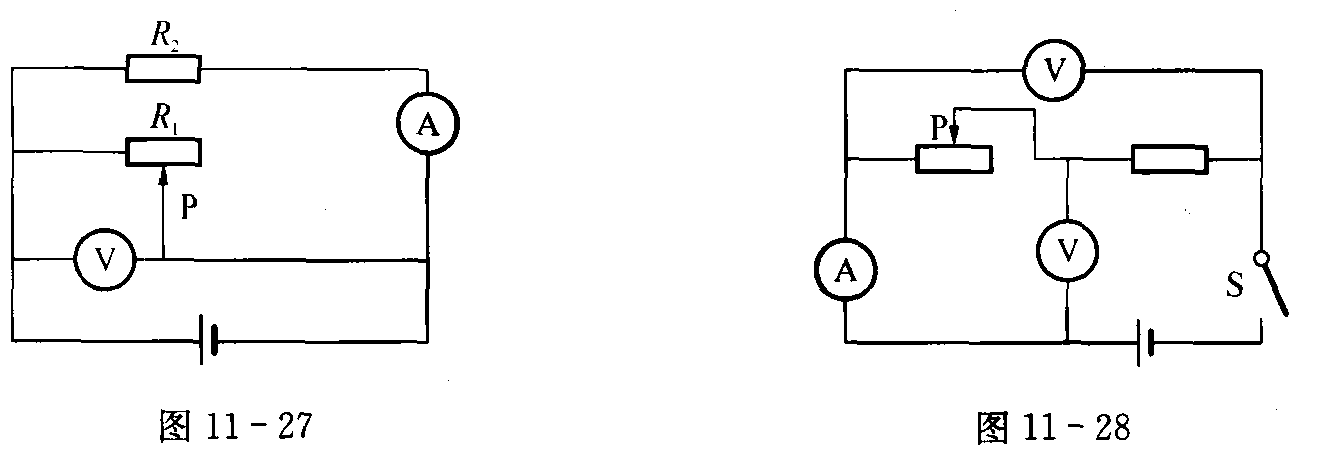 R₂
R₁
A
P
V
图 11-27
V
P
A
V
S
图 11-28